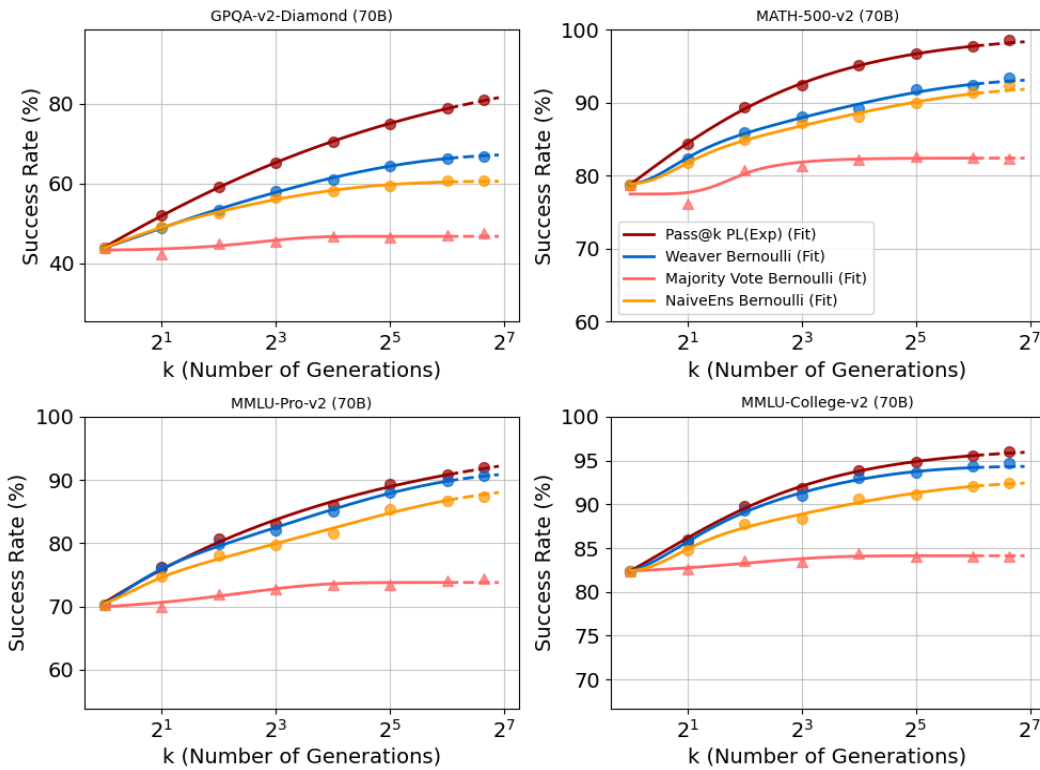 GPQA-v2-Diamond (70B)
Success Rate (%)
80
60
40
2^1
2^3
2^5
2^7
k (Number of Generations)
MATH-500-v2 (70B)
Success Rate (%)
100
90
80
70
60
Pass@k PL(Exp) (Fit)
Weaver Bernoulli (Fit)
Majority Vote Bernoulli (Fit)
NaiveEns Bernoulli (Fit)
2^1
2^3
2^5
2^7
k (Number of Generations)
MMLU-Pro-v2 (70B)
Success Rate (%)
100
90
80
70
60
2^1
2^3
2^5
2^7
k (Number of Generations)
MMLU-College-v2 (70B)
Success Rate (%)
100
95
90
85
80
75
70
2^1
2^3
2^5
2^7
k (Number of Generations)